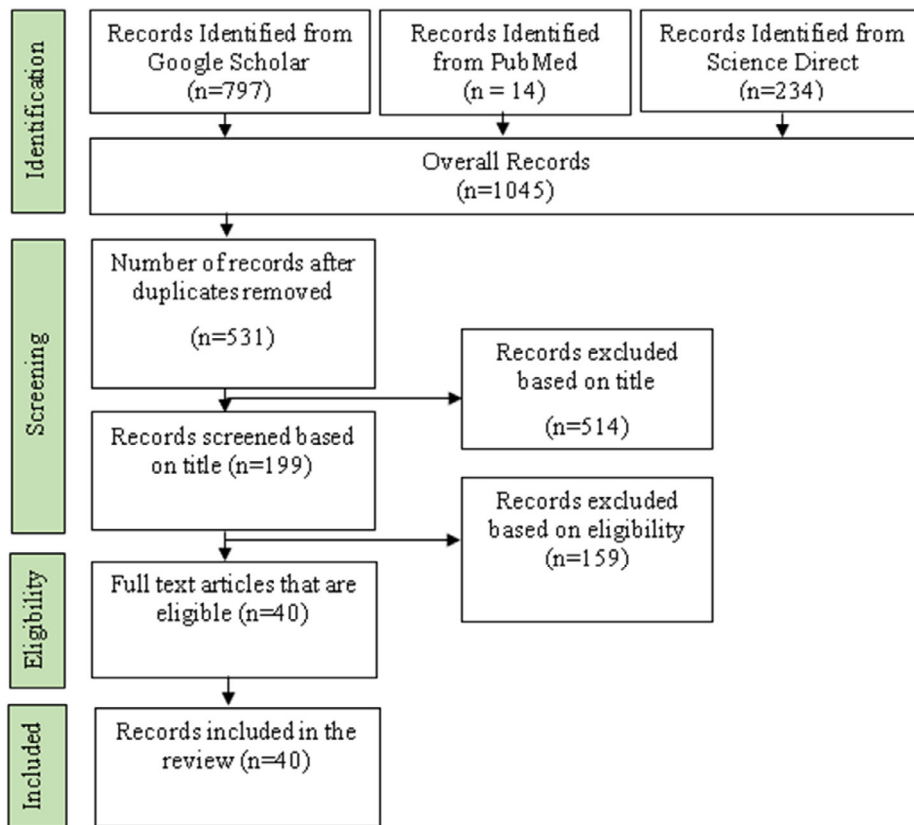 Identification
Records Identified from
Google Scholar
(n=797)
Records Identified
from PubMed
(n = 14)
Records Identified from
Science Direct
(n=234)
Overall Records
(n=1045)
Screening
Number of records after
duplicates removed
(n=531)
Records excluded
based on title
(n=514)
Records screened based
on title (n=199)
Records excluded
based on eligibility
(n=159)
Eligibility
Full text articles that are
eligible (n=40)
Included
Records included in the
review (n=40)